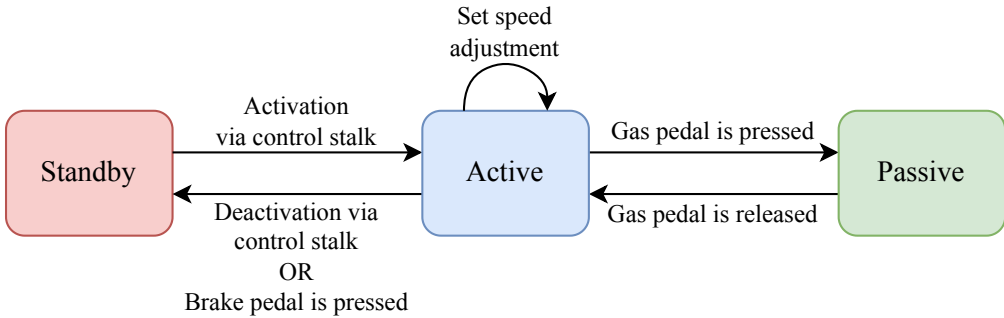 Set speed
adjustment
Activation
via control stalk
Gas pedal is pressed
Standby
Active
Passive
Deactivation via
control stalk
OR
Brake pedal is pressed
Gas pedal is released